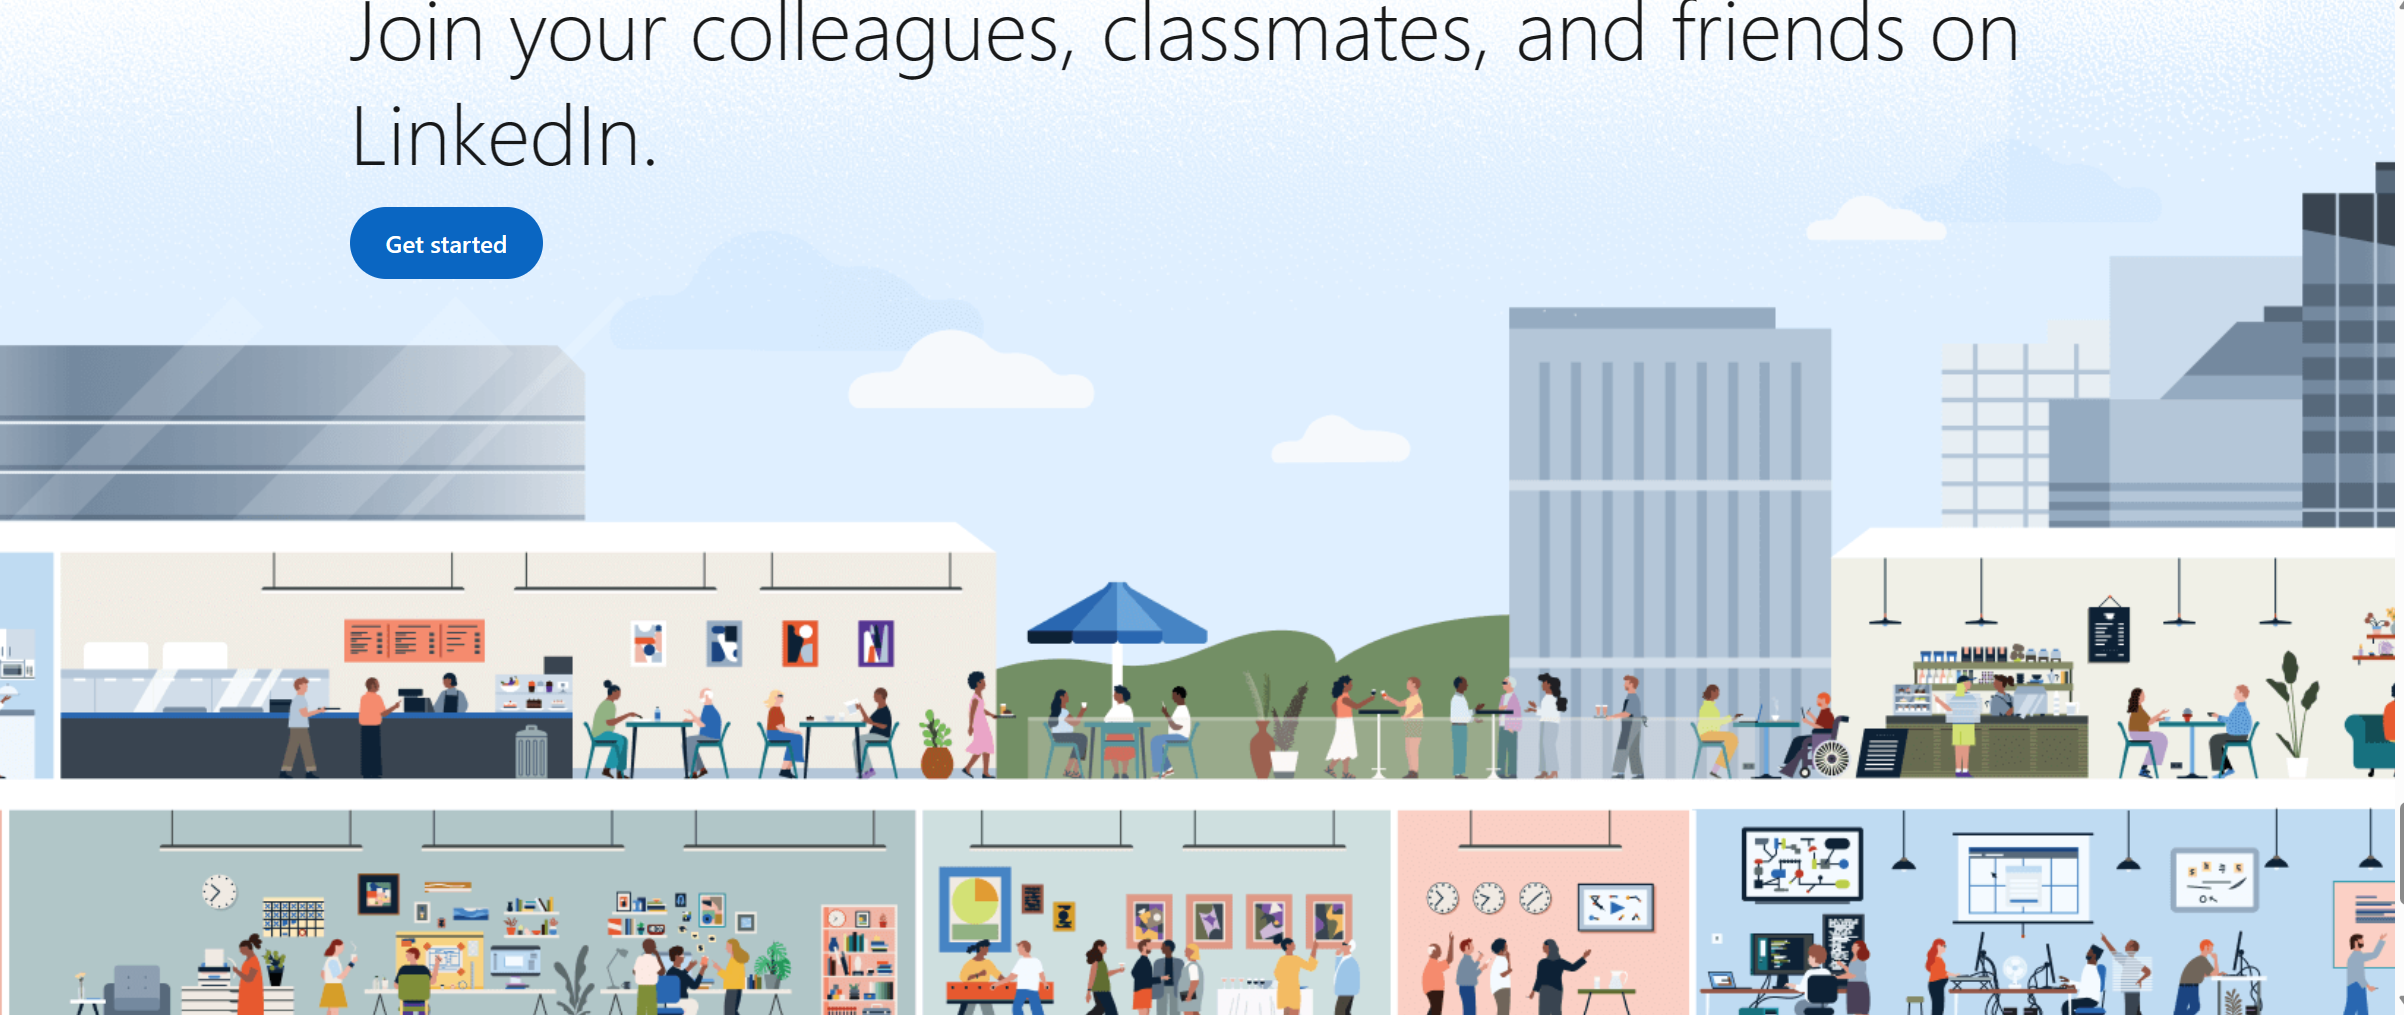 Join your colleagues, classmates, and friends on
LinkedIn.
Get started